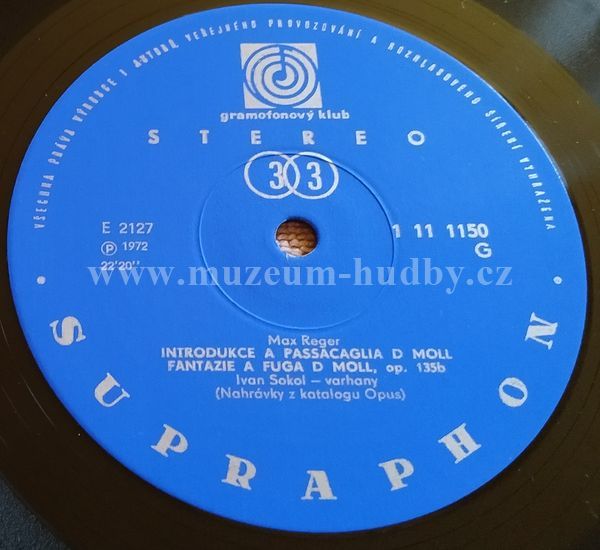 VŠECHNA PRÁVA VÝROBCE I AUTORA, VEŘEJNÉHO PROVOZOVÁNÍ A ROZHLASOVÉHO ŠÍŘENÍ VYHRAŽENA
gramofonový klub
STEREO
33
E 2127
℗ 1972
22'20''
1 11 1150
G
www.muzeum-hudby.cz
Max Reger
INTRODUKCE A PASSACAGLIA D MOLL
FANTAZIE A FUGA D MOLL, op. 135b
Ivan Sokol – varhany
(Nahrávky z katalogu Opus)
• SUPRAPHON •